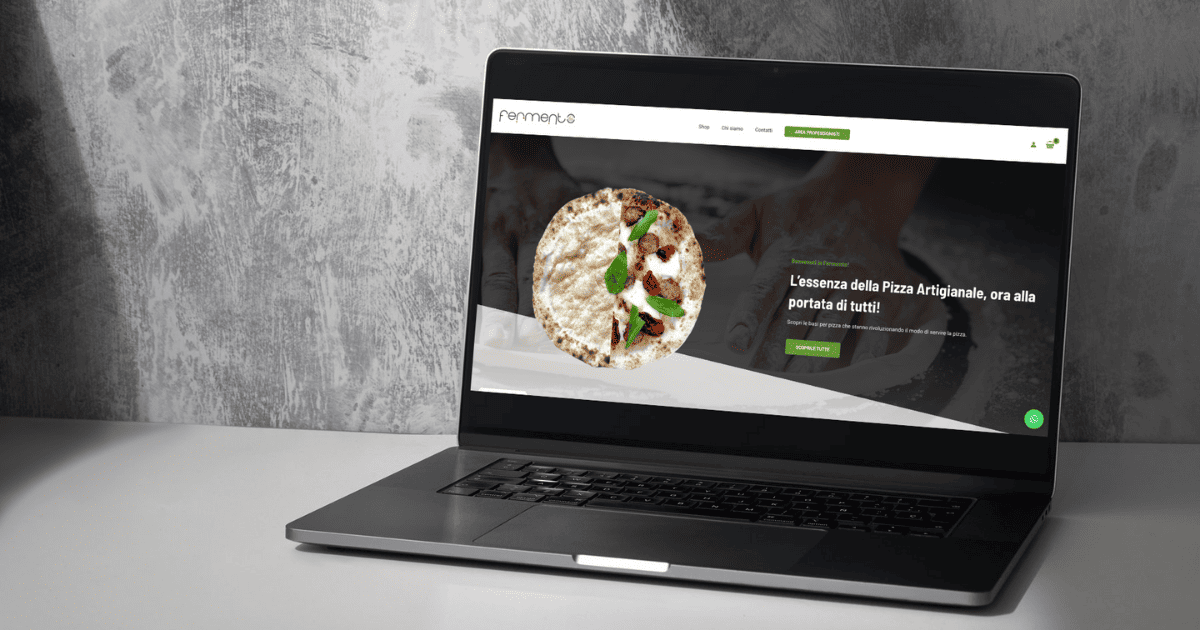 fermento
Shop
Chi siamo
Contatti
AREA PROFESSIONISTI
Benvenuti in Fermento!
L'essenza della Pizza Artigianale, ora alla
portata di tutti!
Scopri le basi per pizza che stanno rivoluzionando il modo di servire la pizza.
SCOPRILE TUTTE